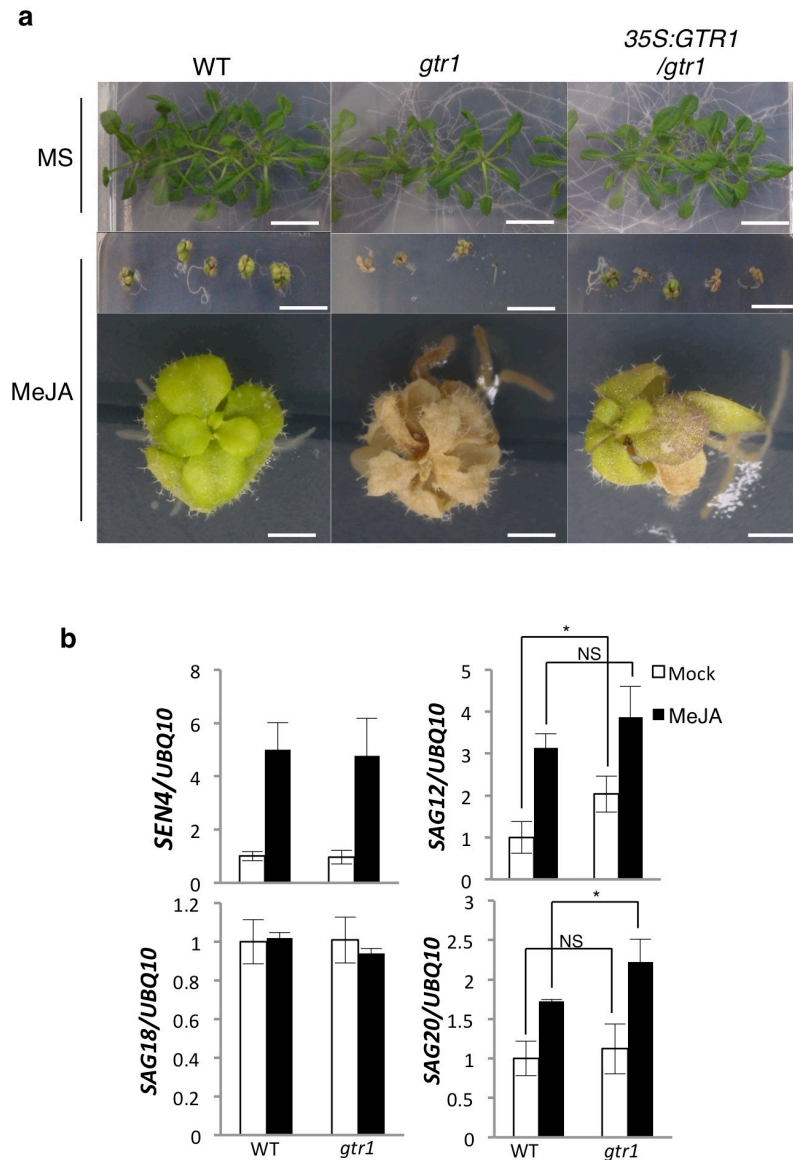 a
WT
gtr1
35S:GTR1
/gtr1
MS
MeJA
b
8
6
4
2
0
SEN4/UBQ10
*
NS
5
4
3
2
1
0
SAG12/UBQ10
Mock
MeJA
1.2
1
0.8
0.6
0.4
0.2
0
SAG18/UBQ10
WT
gtr1
*
NS
3
2.5
2
1.5
1
0.5
0
SAG20/UBQ10
WT
gtr1